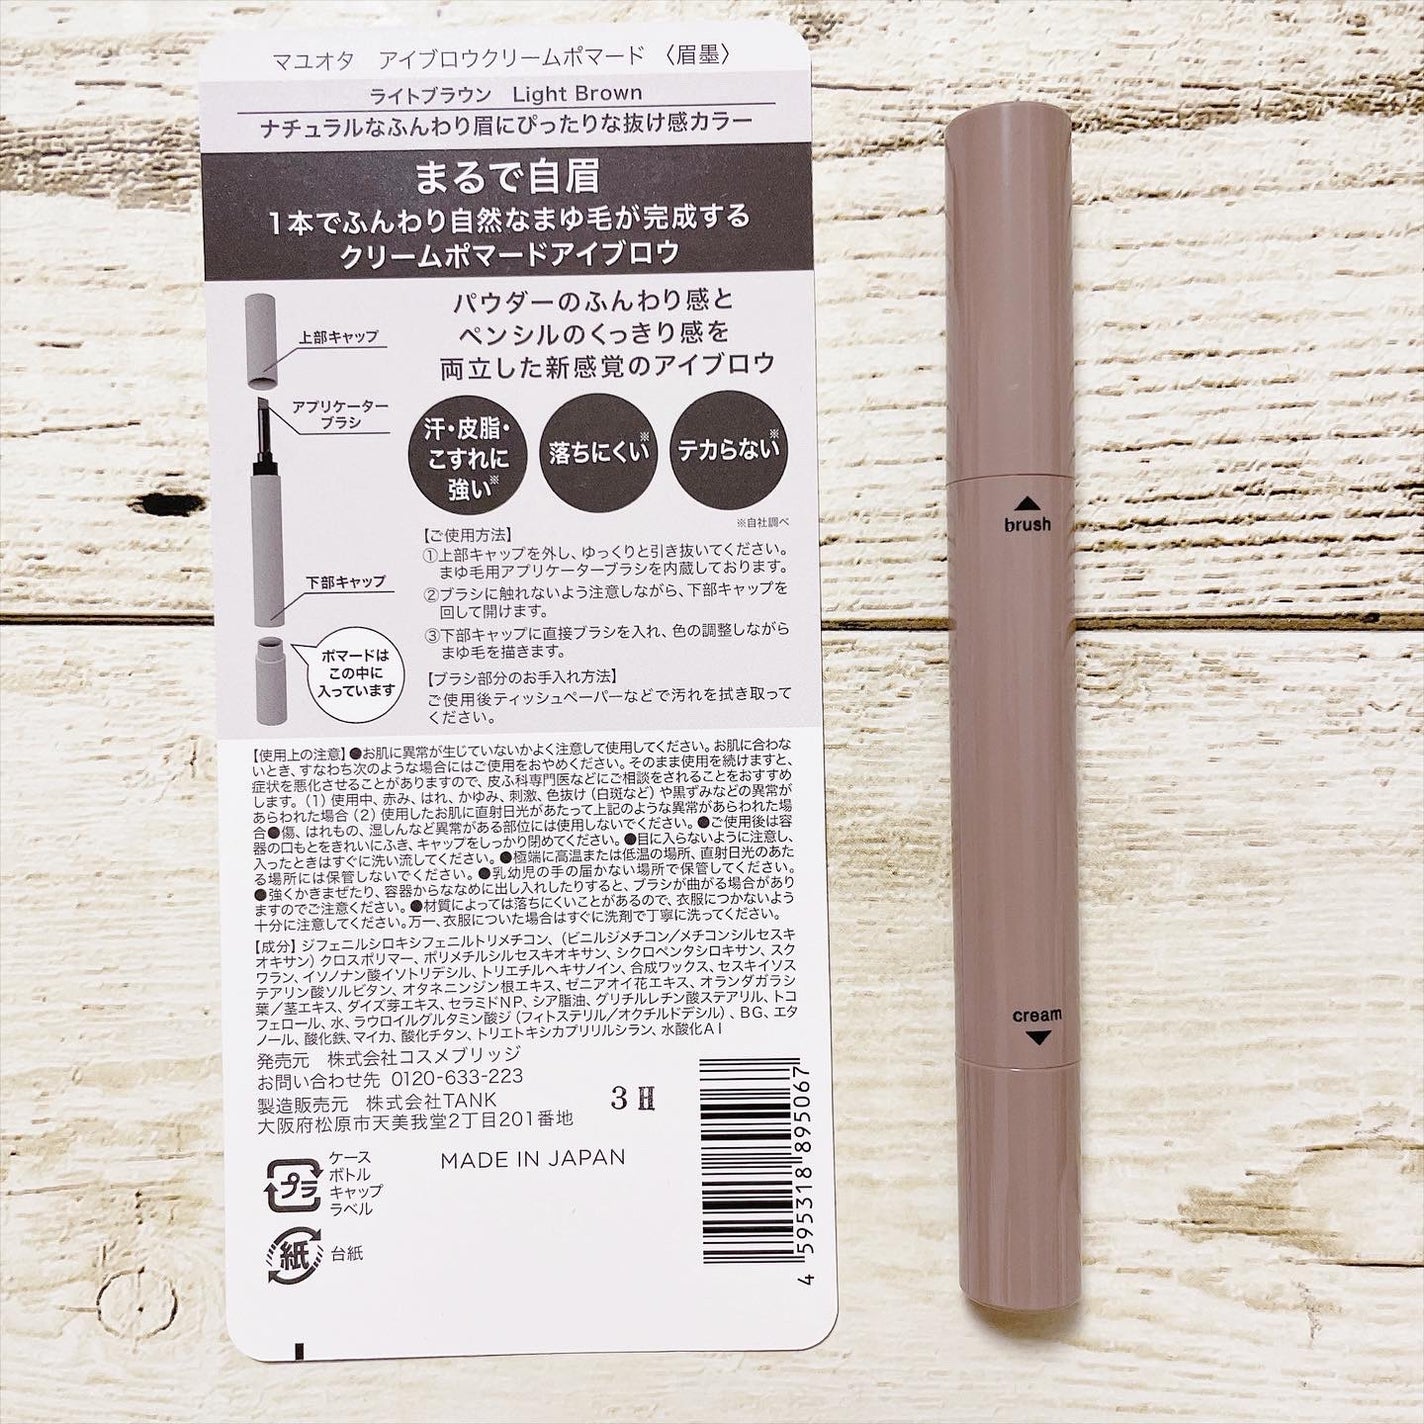 マユオタ　アイブロウクリームポマード 〈眉墨〉
ライトブラウン　Light Brown
ナチュラルなふんわり眉にぴったりな抜け感カラー
まるで自眉
1本でふんわり自然なまゆ毛が完成する
クリームポマードアイブロウ
上部キャップ
アプリケーター
ブラシ
下部キャップ
ポマードは
この中に
入っています
パウダーのふんわり感と
ペンシルのくっきり感を
両立した新感覚のアイブロウ
汗・皮脂・
こすれに
強い※
落ちにくい※
テカらない※
※自社調べ
【ご使用方法】
①上部キャップを外し、ゆっくりと引き抜いてください。
まゆ毛用アプリケーターブラシを内蔵しております。
②ブラシに触れないよう注意しながら、下部キャップを
回して開けます。
③下部キャップに直接ブラシを入れ、色の調整しながら
まゆ毛を描きます。
【ブラシ部分のお手入れ方法】
ご使用後ティッシュペーパーなどで汚れを拭き取って
ください。
【使用上の注意】●お肌に異常が生じていないかよく注意して使用してください。お肌に合わな
いとき、すなわち次のような場合にはご使用をおやめください。そのまま使用を続けますと、
症状を悪化させることがありますので、皮ふ科専門医などにご相談をされることをおすすめ
します。（1）使用中、赤み、はれ、かゆみ、刺激、色抜け（白斑など）や黒ずみなどの異常が
あらわれた場合（2）使用したお肌に直射日光があたって上記のような異常があらわれた場
合●傷、はれもの、湿しんなど異常がある部位には使用しないでください。●ご使用後は容
器の口もとをきれいにふき、キャップをしっかり閉めてください。●目に入らないように注意し、
入ったときはすぐに洗い流してください。●極端に高温または低温の場所、直射日光のあた
る場所には保管しないでください。●乳幼児の手の届かない場所で保管してください。
●強くかきまぜたり、容器からななめに出し入れしたりすると、ブラシが曲がる場合があり
ますのでご注意ください。●材質によっては落ちにくいことがあるので、衣服につかないよう
十分に注意してください。万一、衣服についた場合はすぐに洗剤で丁寧に洗ってください。
【成分】ジフェニルシロキシフェニルトリメチコン、（ビニルジメチコン／メチコンシルセスキ
オキサン）クロスポリマー、ポリメチルシルセスキオキサン、シクロペンタシロキサン、スク
ワラン、イソノナン酸イソトリデシル、トリエチルヘキサノイン、合成ワックス、セスキイソス
テアリン酸ソルビタン、オタネニンジン根エキス、ゼニアオイ花エキス、オランダガラシ
葉／茎エキス、ダイズ芽エキス、セラミドNP、シア脂油、グリチルレチン酸ステアリル、トコ
フェロール、水、ラウロイルグルタミン酸ジ（フィトステリル／オクチルドデシル）、BG、エタ
ノール、酸化鉄、マイカ、酸化チタン、トリエトキシカプリリルシラン、水酸化AI
発売元　株式会社コスメブリッジ
お問い合わせ先 0120-633-223
製造販売元　株式会社TANK
大阪府松原市天美我堂2丁目201番地
3H
MADE IN JAPAN
プラ
ケース
ボトル
キャップ
ラベル
紙
台紙
4 595318 895067
brush
cream